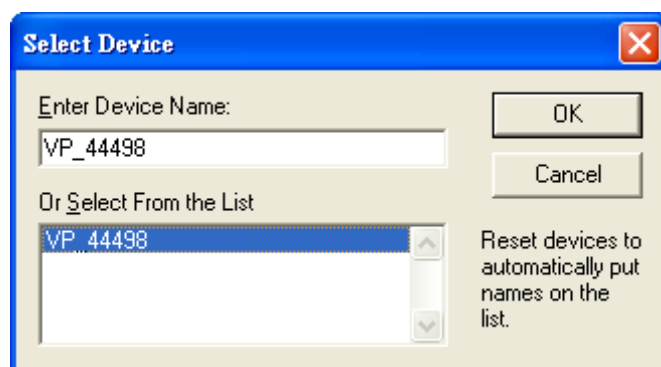 Select Device
Enter Device Name:
VP_44498
Or Select From the List
VP_44498
OK
Cancel
Reset devices to
automatically put
names on the
list.